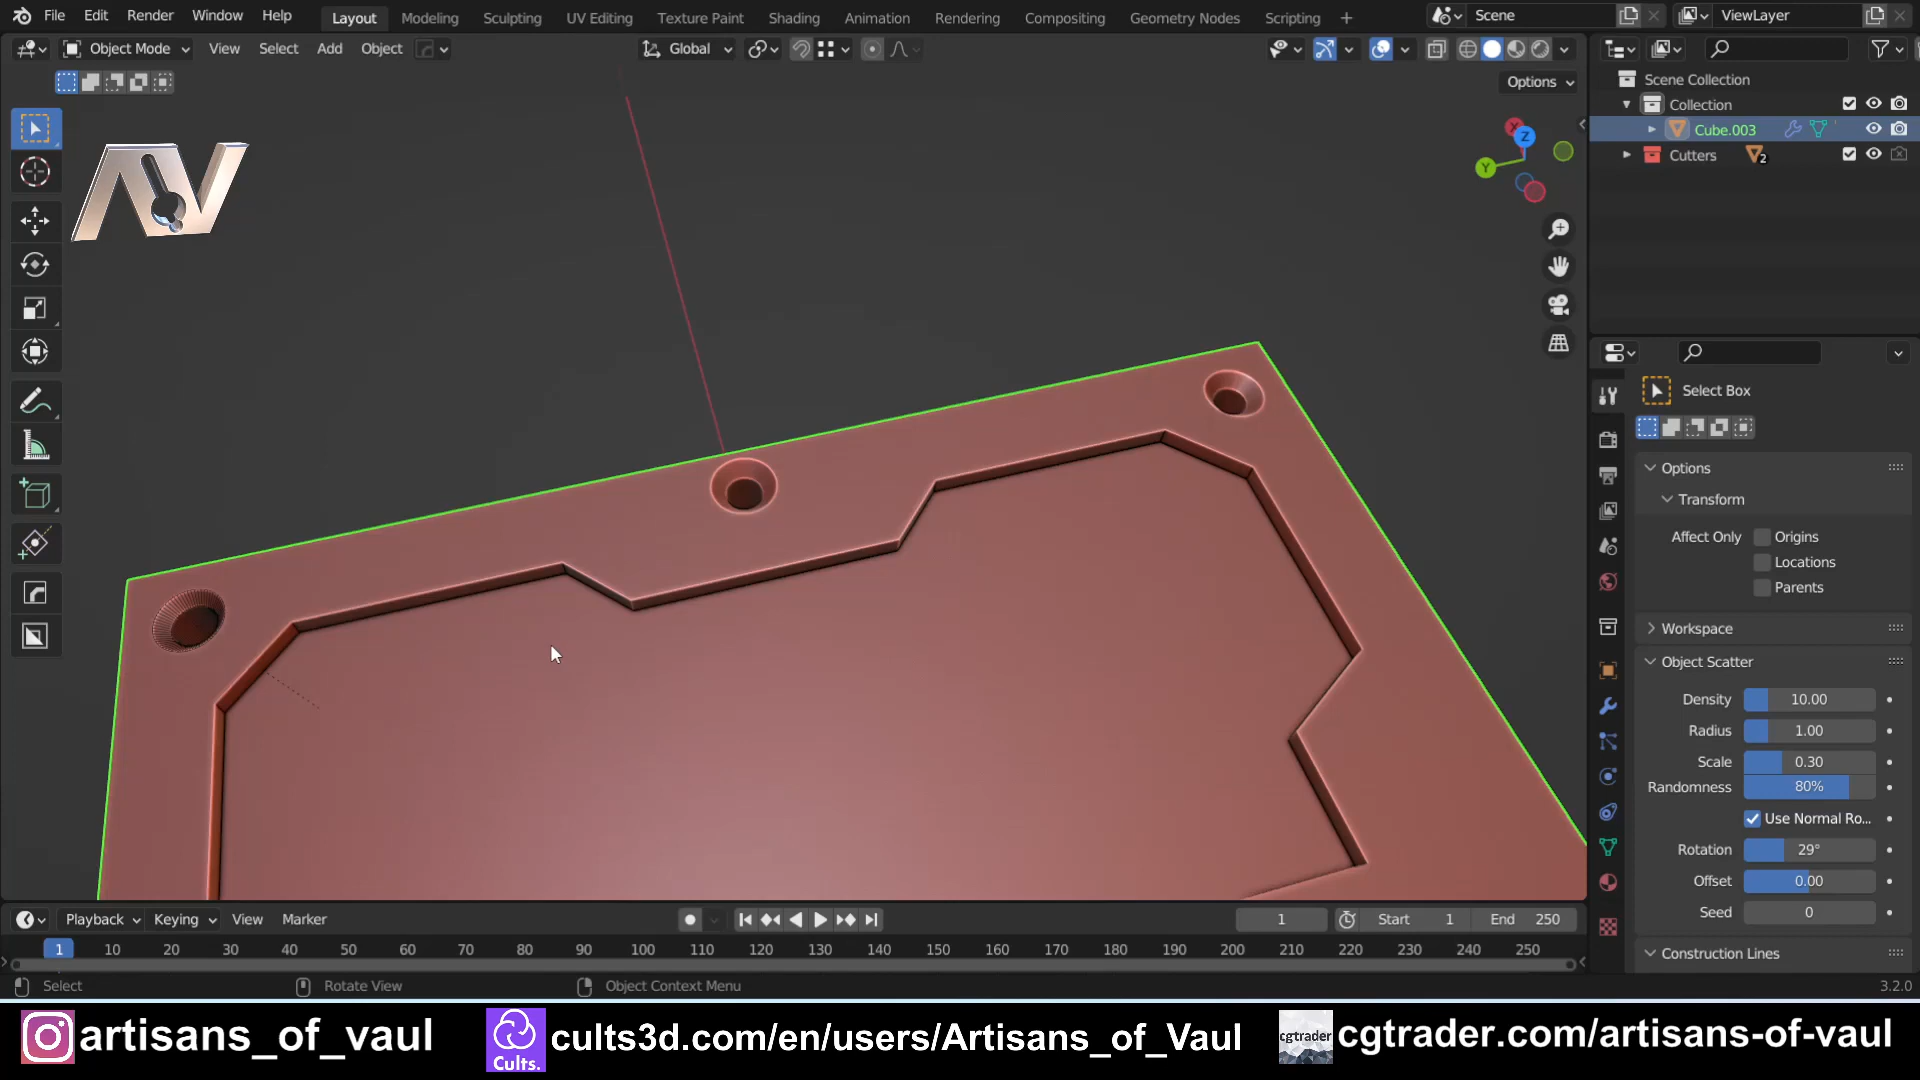 File Edit Render Window Help Layout Modeling Sculpting UV Editing Texture Paint Shading Animation Rendering Compositing Geometry Nodes Scripting + Scene ViewLayer
Object Mode View Select Add Object Global
Options
Scene Collection
Collection
Cube.003
Cutters 2
AV
X
Y
Z
Select Box
Options
Transform
Affect Only Origins
Locations
Parents
Workspace
Object Scatter
Density 10.00
Radius 1.00
Scale 0.30
Randomness 80%
Use Normal Ro...
Rotation 29°
Offset 0.00
Seed 0
Construction Lines
Playback Keying View Marker 1 Start 1 End 250
1 10 20 30 40 50 60 70 80 90 100 110 120 130 140 150 160 170 180 190 200 210 220 230 240 250
Select Rotate View Object Context Menu 3.2.0
artisans_of_vaul Cults. cults3d.com/en/users/Artisans_of_Vaul cgtrader cgtrader.com/artisans-of-vaul